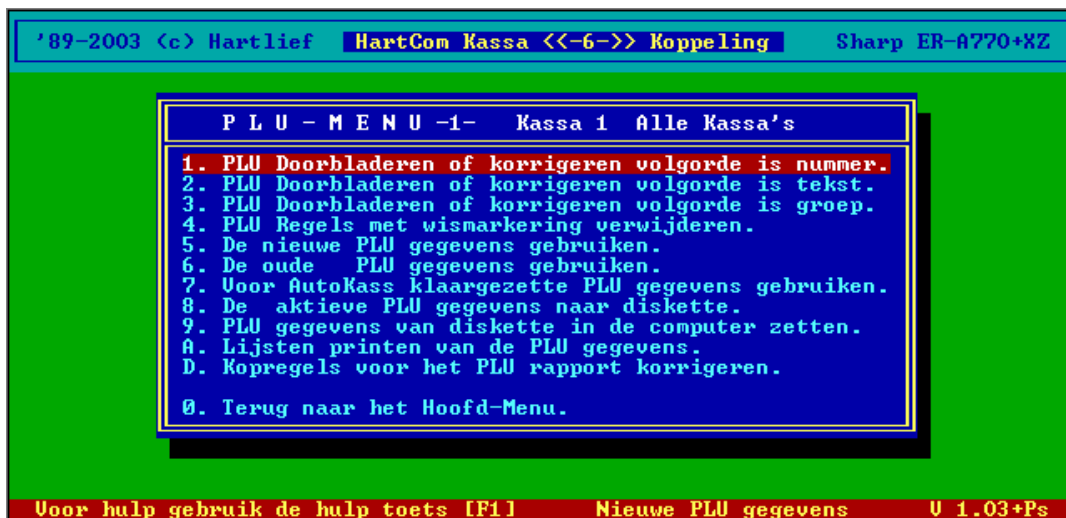 '89-2003 (c) Hartlief HartCom Kassa <<-6->> Koppeling Sharp ER-A770+XZ
P L U - M E N U -1- Kassa 1 Alle Kassa's
1. PLU Doorbladeren of korrigeren volgorde is nummer.
2. PLU Doorbladeren of korrigeren volgorde is tekst.
3. PLU Doorbladeren of korrigeren volgorde is groep.
4. PLU Regels met wismarkering verwijderen.
5. De nieuwe PLU gegevens gebruiken.
6. De oude PLU gegevens gebruiken.
7. Voor AutoKass klaargezette PLU gegevens gebruiken.
8. De aktieve PLU gegevens naar diskette.
9. PLU gegevens van diskette in de computer zetten.
A. Lijsten printen van de PLU gegevens.
D. Kopregels voor het PLU rapport korrigeren.
0. Terug naar het Hoofd-Menu.
Voor hulp gebruik de hulp toets [F1] Nieuwe PLU gegevens V 1.03+Ps